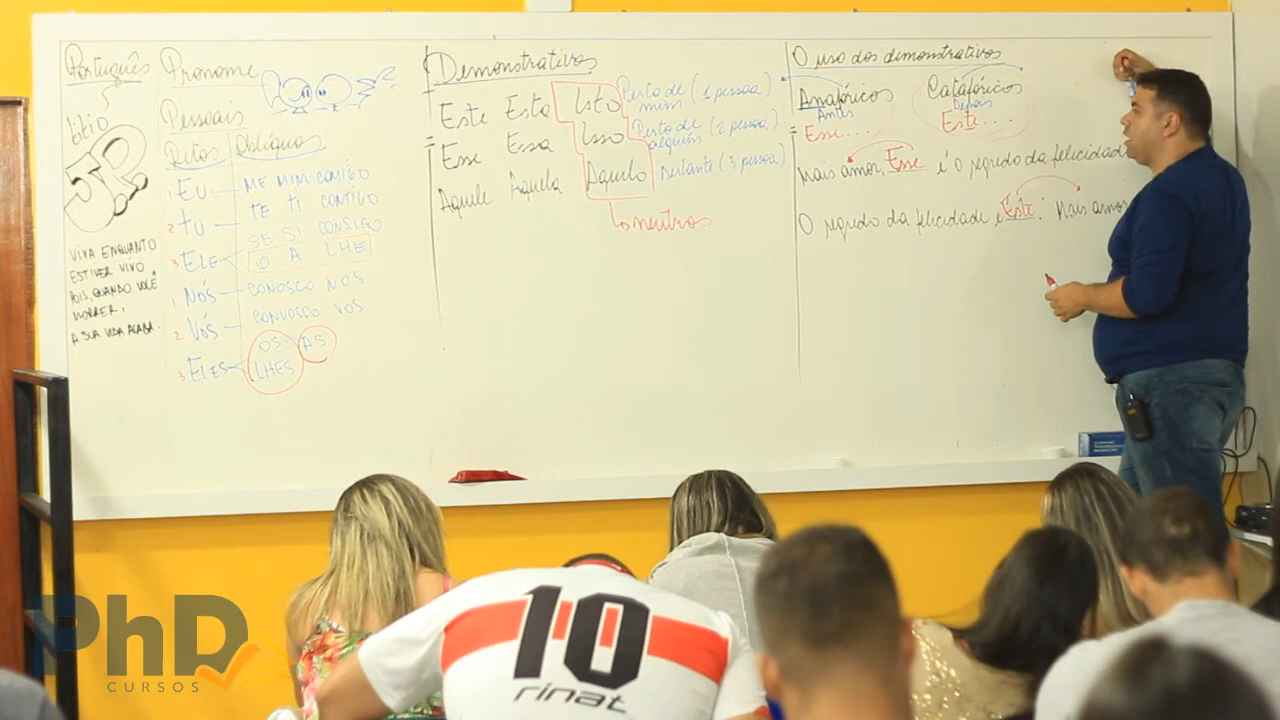 Português
Tétio
JP
VIVA ENQUANTO
ESTIVER VIVO
POIS, QUANDO VOCÊ
MORRER,
A SUA VIDA ACABA.
Pronome
Pessoais
Retos Oblíquos
1 EU — ME MIM COMIGO
2 TU — TE TI CONTIGO
3 ELE SE SI CONSIGO
O A LHE
1 NÓS — CONOSCO NOS
2 VÓS — CONVOSCO VOS
3 ELES OS AS
LHES
Demonstrativos
Este Esta Isto Perto de mim (1 pessoa)
Esse Essa Isso Perto de alguém (2 pessoa)
Aquele Aquela Aquilo Distante (3 pessoa)
neutros
O uso dos demonstrativos
Anafóricos Catafóricos
Antes Depois
Esse... Este...
Mais amor, Esse é o segredo da felicidade
O segredo da felicidade é Este: Mais amor
10
rinat
PhD
CURSOS